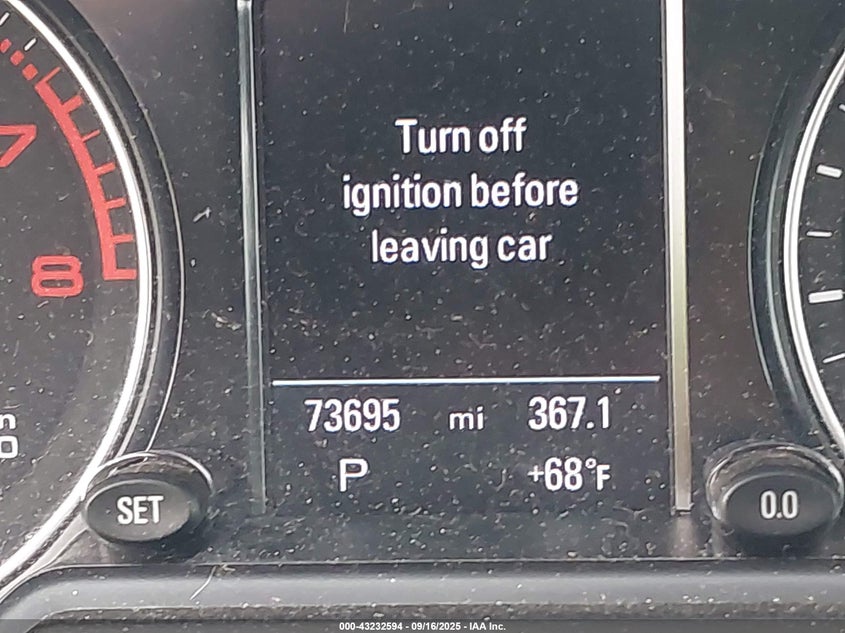 7
8
Turn off
ignition before
leaving car
73695 mi 367.1
P +68°F
SET
0.0
000-43232594 - 09/16/2025 - IAA Inc.